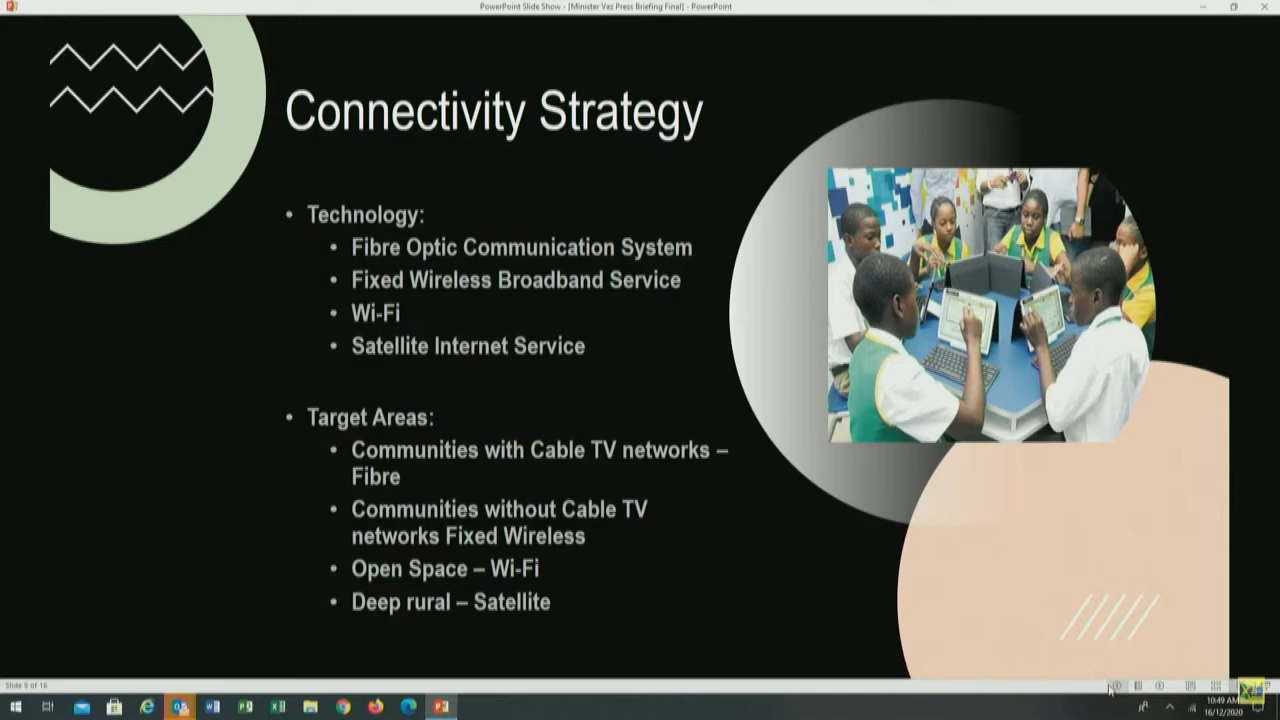 PowerPoint Slide Show - [Minister Vaz Press Briefing Final] - PowerPoint
Connectivity Strategy
• Technology:
• Fibre Optic Communication System
• Fixed Wireless Broadband Service
• Wi-Fi
• Satellite Internet Service
• Target Areas:
• Communities with Cable TV networks –
Fibre
• Communities without Cable TV
networks Fixed Wireless
• Open Space – Wi-Fi
• Deep rural – Satellite
Slide 9 of 16
10:49 AM
16/12/2020